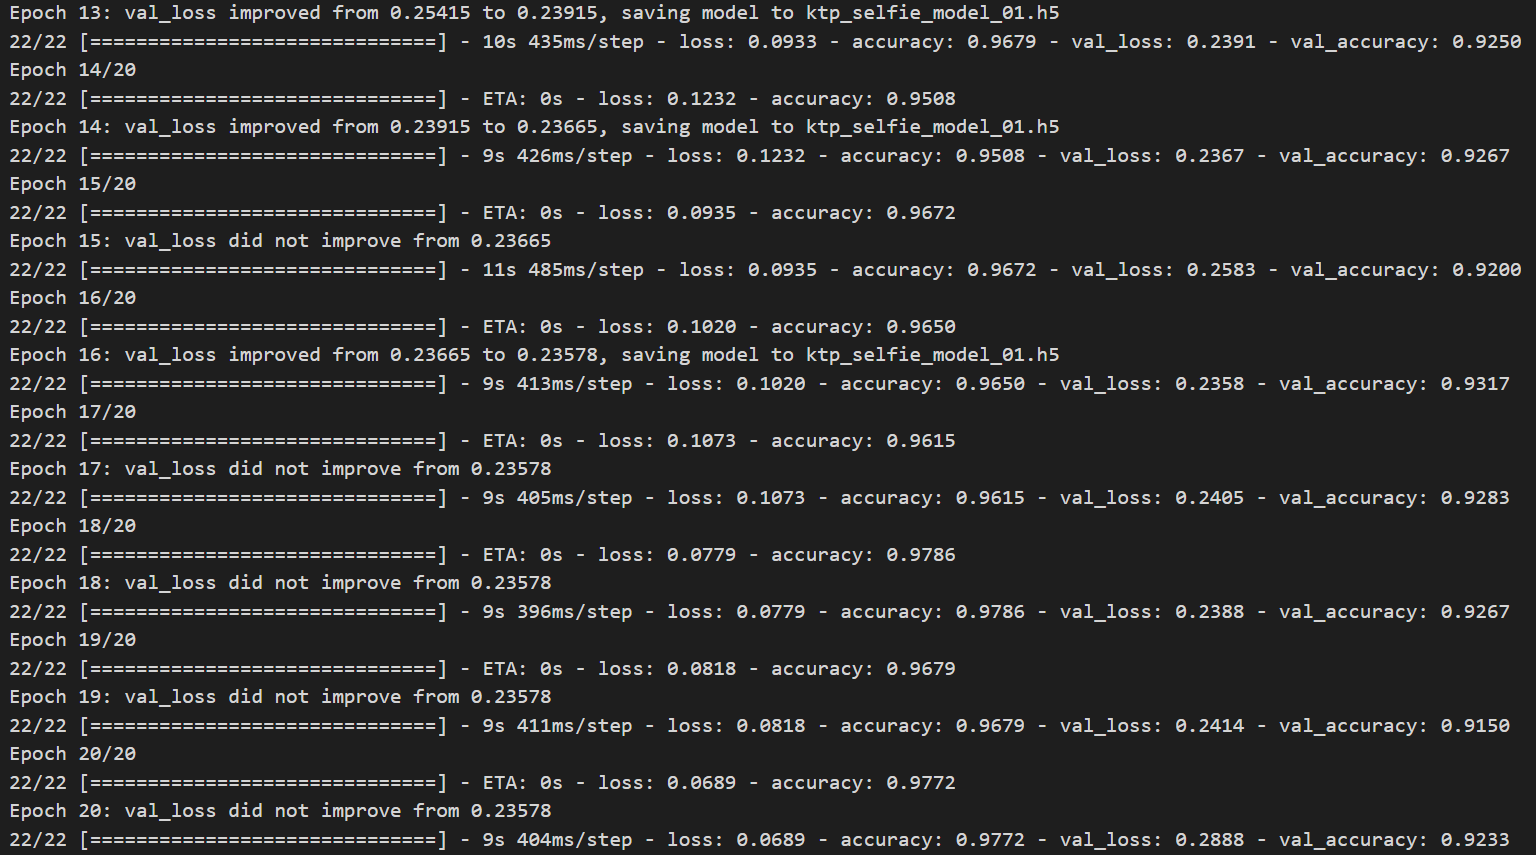 Epoch 13: val_loss improved from 0.25415 to 0.23915, saving model to ktp_selfie_model_01.h5
22/22 [==============================] - 10s 435ms/step - loss: 0.0933 - accuracy: 0.9679 - val_loss: 0.2391 - val_accuracy: 0.9250
Epoch 14/20
22/22 [==============================] - ETA: 0s - loss: 0.1232 - accuracy: 0.9508
Epoch 14: val_loss improved from 0.23915 to 0.23665, saving model to ktp_selfie_model_01.h5
22/22 [==============================] - 9s 426ms/step - loss: 0.1232 - accuracy: 0.9508 - val_loss: 0.2367 - val_accuracy: 0.9267
Epoch 15/20
22/22 [==============================] - ETA: 0s - loss: 0.0935 - accuracy: 0.9672
Epoch 15: val_loss did not improve from 0.23665
22/22 [==============================] - 11s 485ms/step - loss: 0.0935 - accuracy: 0.9672 - val_loss: 0.2583 - val_accuracy: 0.9200
Epoch 16/20
22/22 [==============================] - ETA: 0s - loss: 0.1020 - accuracy: 0.9650
Epoch 16: val_loss improved from 0.23665 to 0.23578, saving model to ktp_selfie_model_01.h5
22/22 [==============================] - 9s 413ms/step - loss: 0.1020 - accuracy: 0.9650 - val_loss: 0.2358 - val_accuracy: 0.9317
Epoch 17/20
22/22 [==============================] - ETA: 0s - loss: 0.1073 - accuracy: 0.9615
Epoch 17: val_loss did not improve from 0.23578
22/22 [==============================] - 9s 405ms/step - loss: 0.1073 - accuracy: 0.9615 - val_loss: 0.2405 - val_accuracy: 0.9283
Epoch 18/20
22/22 [==============================] - ETA: 0s - loss: 0.0779 - accuracy: 0.9786
Epoch 18: val_loss did not improve from 0.23578
22/22 [==============================] - 9s 396ms/step - loss: 0.0779 - accuracy: 0.9786 - val_loss: 0.2388 - val_accuracy: 0.9267
Epoch 19/20
22/22 [==============================] - ETA: 0s - loss: 0.0818 - accuracy: 0.9679
Epoch 19: val_loss did not improve from 0.23578
22/22 [==============================] - 9s 411ms/step - loss: 0.0818 - accuracy: 0.9679 - val_loss: 0.2414 - val_accuracy: 0.9150
Epoch 20/20
22/22 [==============================] - ETA: 0s - loss: 0.0689 - accuracy: 0.9772
Epoch 20: val_loss did not improve from 0.23578
22/22 [==============================] - 9s 404ms/step - loss: 0.0689 - accuracy: 0.9772 - val_loss: 0.2888 - val_accuracy: 0.9233